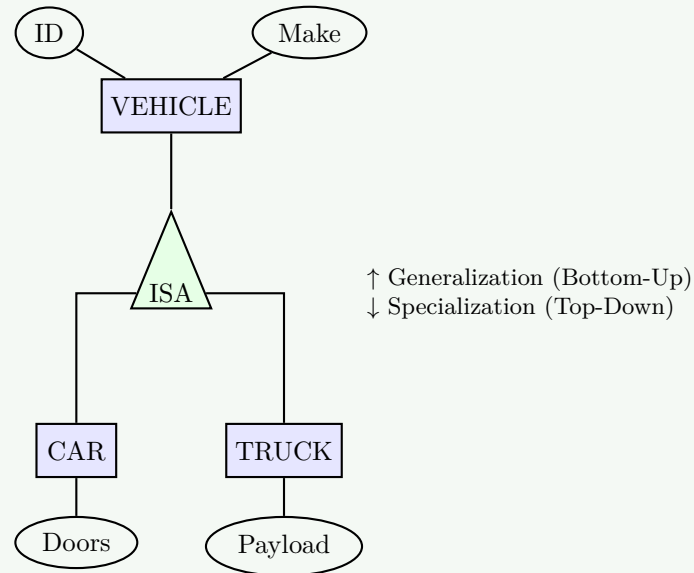 ID
Make
VEHICLE
ISA
↑ Generalization (Bottom-Up)
↓ Specialization (Top-Down)
CAR
TRUCK
Doors
Payload